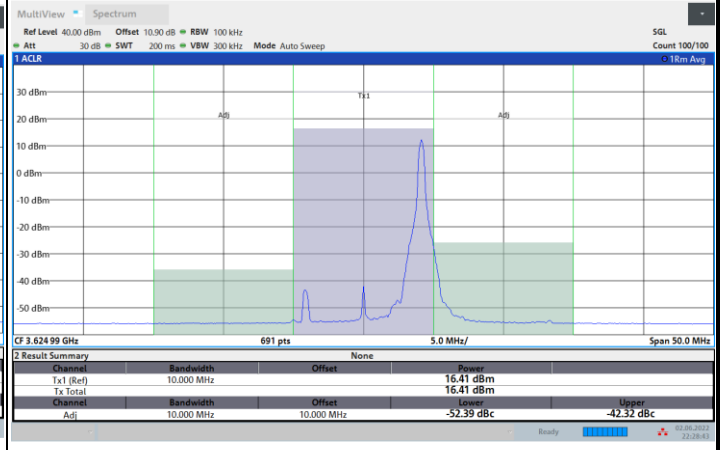 MultiView Spectrum
Ref Level 40.00 dBm Offset 10.90 dB RBW 100 kHz SGL
Att 30 dB SWT 200 ms VBW 300 kHz Mode Auto Sweep Count 100/100
1 ACLR 1Rm Avg
30 dBm
Tx1
Adj Adj
20 dBm
10 dBm
0 dBm
-10 dBm
-20 dBm
-30 dBm
-40 dBm
-50 dBm
CF 3.624 99 GHz 691 pts 5.0 MHz/ Span 50.0 MHz
2 Result Summary None
Channel Bandwidth Offset Power
Tx1 (Ref) 10.000 MHz 16.41 dBm
Tx Total 16.41 dBm
Channel Bandwidth Offset Lower Upper
Adj 10.000 MHz 10.000 MHz -52.39 dBc -42.32 dBc
Ready 02.06.2022
22:29:43